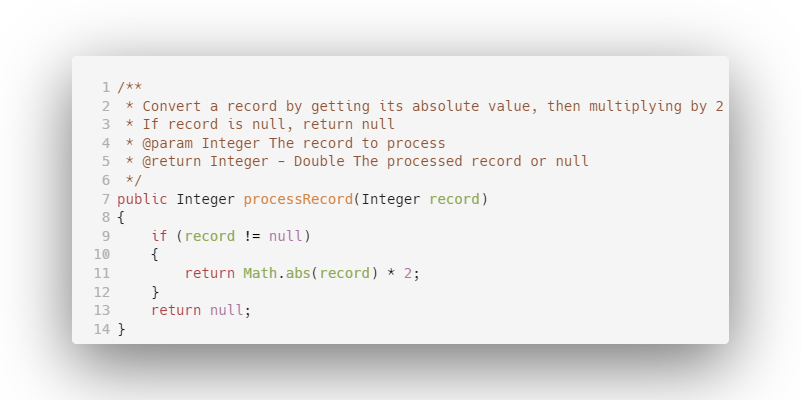 1 /**
2  * Convert a record by getting its absolute value, then multiplying by 2
3  * If record is null, return null
4  * @param Integer The record to process
5  * @return Integer - Double The processed record or null
6  */
7 public Integer processRecord(Integer record)
8 {
9     if (record != null)
10     {
11         return Math.abs(record) * 2;
12     }
13     return null;
14 }